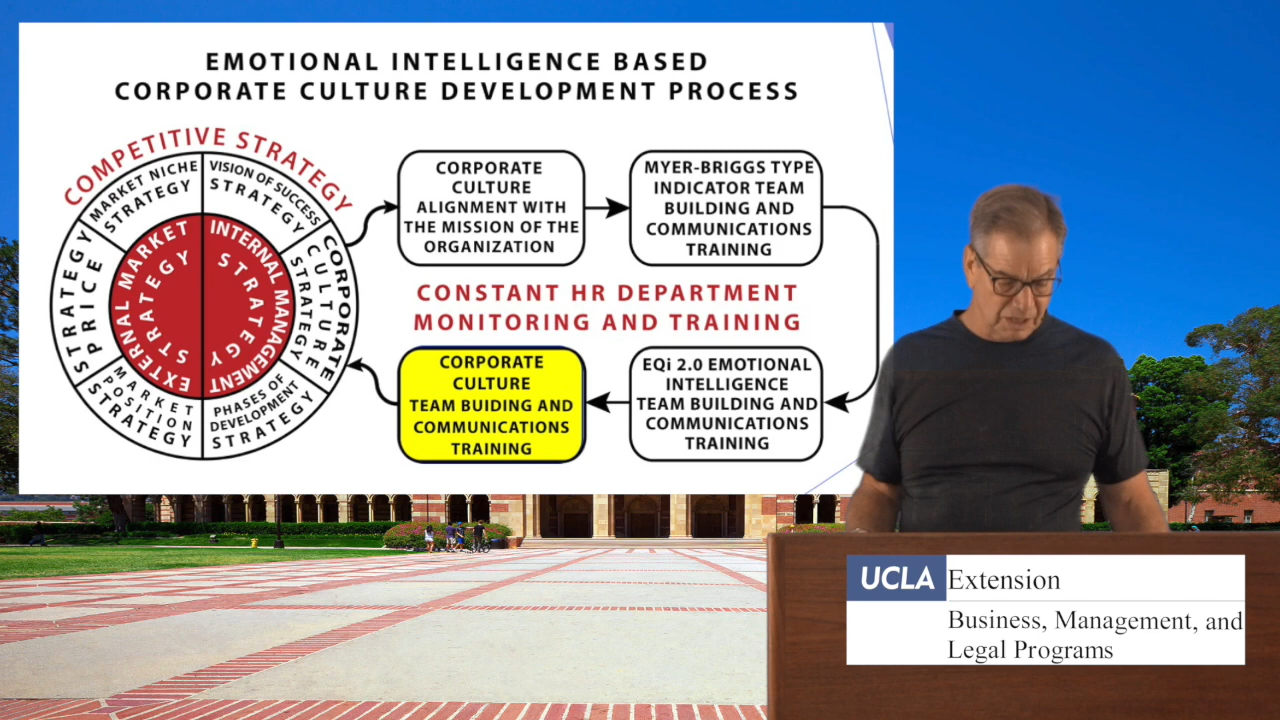 EMOTIONAL INTELLIGENCE BASED
CORPORATE CULTURE DEVELOPMENT PROCESS
COMPETITIVE STRATEGY
MARKET NICHE
STRATEGY
VISION OF SUCCESS
STRATEGY
STRATEGY
PRICE
EXTERNAL MARKET
STRATEGY
INTERNAL MANAGEMENT
STRATEGY
CORPORATE
CULTURE
STRATEGY
MARKET
POSITION
STRATEGY
PHASES OF
DEVELOPMENT
STRATEGY
CORPORATE
CULTURE
ALIGNMENT WITH
THE MISSION OF THE
ORGANIZATION
MYER-BRIGGS TYPE
INDICATOR TEAM
BUILDING AND
COMMUNICATIONS
TRAINING
CONSTANT HR DEPARTMENT
MONITORING AND TRAINING
CORPORATE
CULTURE
TEAM BUIDING AND
COMMUNICATIONS
TRAINING
EQi 2.0 EMOTIONAL
INTELLIGENCE
TEAM BUILDING AND
COMMUNICATIONS
TRAINING
UCLA Extension
Business, Management, and
Legal Programs